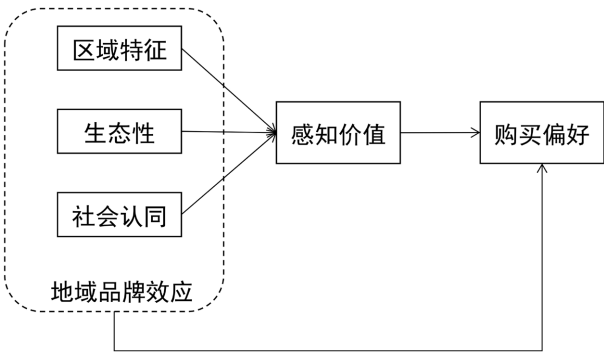 区域特征
生态性
社会认同
地域品牌效应
感知价值
购买偏好